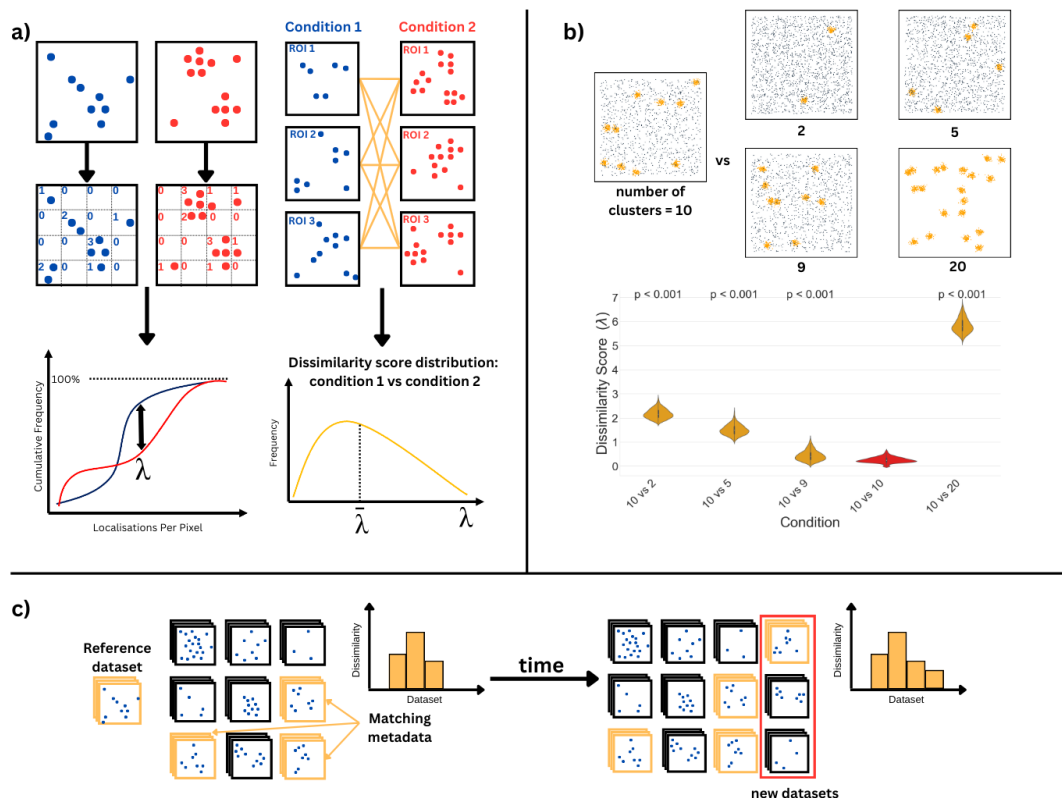 a)
Condition 1
Condition 2
ROI 1
ROI 1
ROI 2
ROI 2
ROI 3
ROI 3
1 0 0 0
2 0 1
0 0 3 0
2 0 1 0
0 3 1 1
0 2 0 0
0 0 3 1
1 0 1 0
100%
Cumulative Frequency
λ
Localisations Per Pixel
Dissimilarity score distribution:
condition 1 vs condition 2
Frequency
λ̄
λ
b)
number of
clusters = 10
vs
2
5
9
20
p < 0.001
p < 0.001
p < 0.001
p < 0.001
Dissimilarity Score (λ)
7
6
5
4
3
2
1
0
10 vs 2
10 vs 5
10 vs 9
10 vs 10
10 vs 20
Condition
c)
Reference
dataset
Dissimilarity
Dataset
Matching
metadata
time
new datasets
Dissimilarity
Dataset